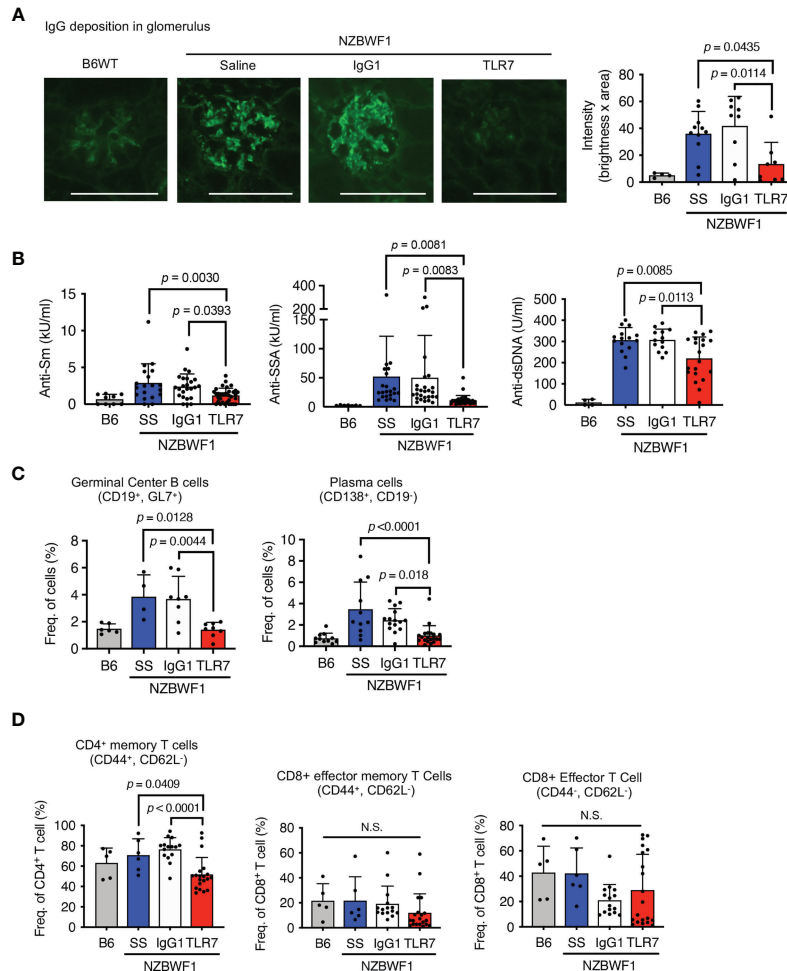 A
IgG deposition in glomerulus
NZBWF1
B6WT
Saline
IgG1
TLR7
p = 0.0435
p = 0.0114
Intensity
(brightness x area)
80
60
40
20
0
B6
SS
IgG1
TLR7
NZBWF1
B
p = 0.0030
p = 0.0393
Anti-Sm (kU/ml)
15
10
5
0
B6
SS
IgG1
TLR7
NZBWF1
p = 0.0081
p = 0.0083
Anti-SSA (kU/ml)
400
200
100
50
0
B6
SS
IgG1
TLR7
NZBWF1
p = 0.0085
p = 0.0113
Anti-dsDNA (U/ml)
500
400
300
200
100
0
B6
SS
IgG1
TLR7
NZBWF1
C
Germinal Center B cells
(CD19⁺, GL7⁺)
p = 0.0128
p = 0.0044
Freq. of cells (%)
8
6
4
2
0
B6
SS
IgG1
TLR7
NZBWF1
Plasma cells
(CD138⁺, CD19⁻)
p <0.0001
p = 0.018
Freq. of cells (%)
10
8
6
4
2
0
B6
SS
IgG1
TLR7
NZBWF1
D
CD4⁺ memory T cells
(CD44⁺, CD62L⁻)
p = 0.0409
p < 0.0001
Freq. of CD4⁺ T cell (%)
100
80
60
40
20
0
B6
SS
IgG1
TLR7
NZBWF1
CD8+ effector memory T Cells
(CD44⁺, CD62L⁻)
N.S.
Freq. of CD8⁺ T cell (%)
80
60
40
20
0
B6
SS
IgG1
TLR7
NZBWF1
CD8+ Effector T Cell
(CD44⁻, CD62L⁻)
N.S.
Freq. of CD8⁺ T cell (%)
80
60
40
20
0
B6
SS
IgG1
TLR7
NZBWF1